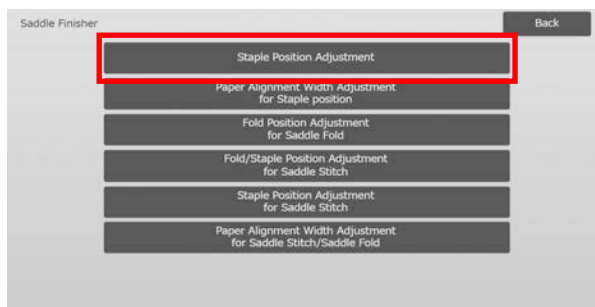 Saddle Finisher
Back
Staple Position Adjustment
Paper Alignment Width Adjustment
for Staple position
Fold Position Adjustment
for Saddle Fold
Fold/Staple Position Adjustment
for Saddle Stitch
Staple Position Adjustment
for Saddle Stitch
Paper Alignment Width Adjustment
for Saddle Stitch/Saddle Fold